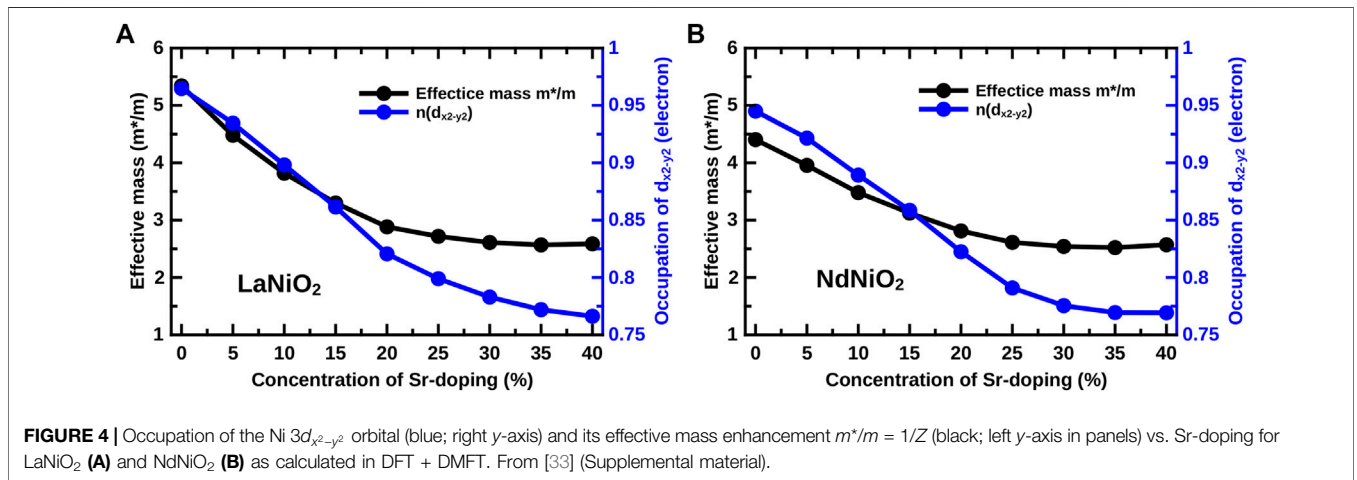 A
6
5
4
3
2
1
Effective mass (m*/m)
1
0.95
0.9
0.85
0.8
0.75
Occupation of dx2-y2 (electron)
Effective mass m*/m
n(dx2-y2)
LaNiO2
0 5 10 15 20 25 30 35 40
Concentration of Sr-doping (%)
B
6
5
4
3
2
1
Effective mass (m*/m)
1
0.95
0.9
0.85
0.8
0.75
Occupation of dx2-y2 (electron)
Effective mass m*/m
n(dx2-y2)
NdNiO2
0 5 10 15 20 25 30 35 40
Concentration of Sr-doping (%)
FIGURE 4 | Occupation of the Ni 3dx²−y² orbital (blue; right y-axis) and its effective mass enhancement m*/m = 1/Z (black; left y-axis in panels) vs. Sr-doping for
LaNiO2 (A) and NdNiO2 (B) as calculated in DFT + DMFT. From [33] (Supplemental material).